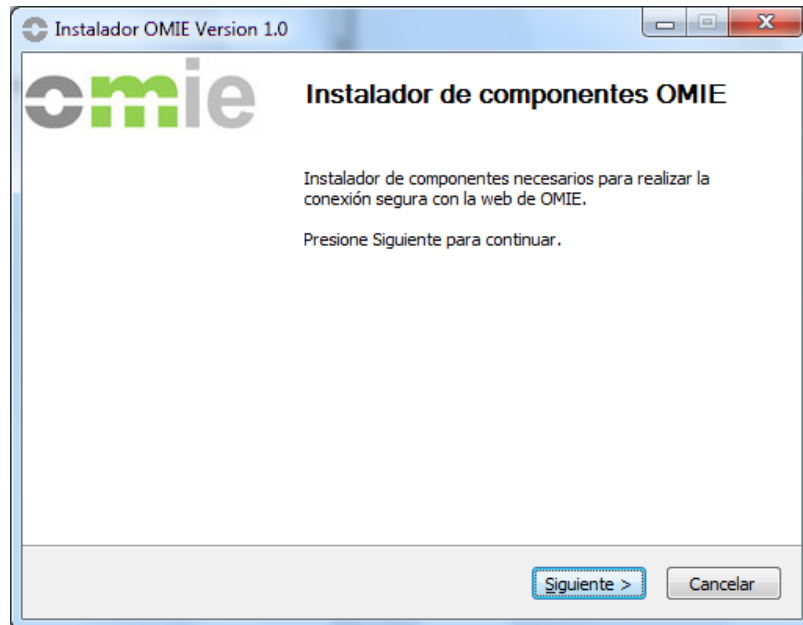 Instalador OMIE Version 1.0
omie
Instalador de componentes OMIE
Instalador de componentes necesarios para realizar la
conexión segura con la web de OMIE.
Presione Siguiente para continuar.
Siguiente >
Cancelar